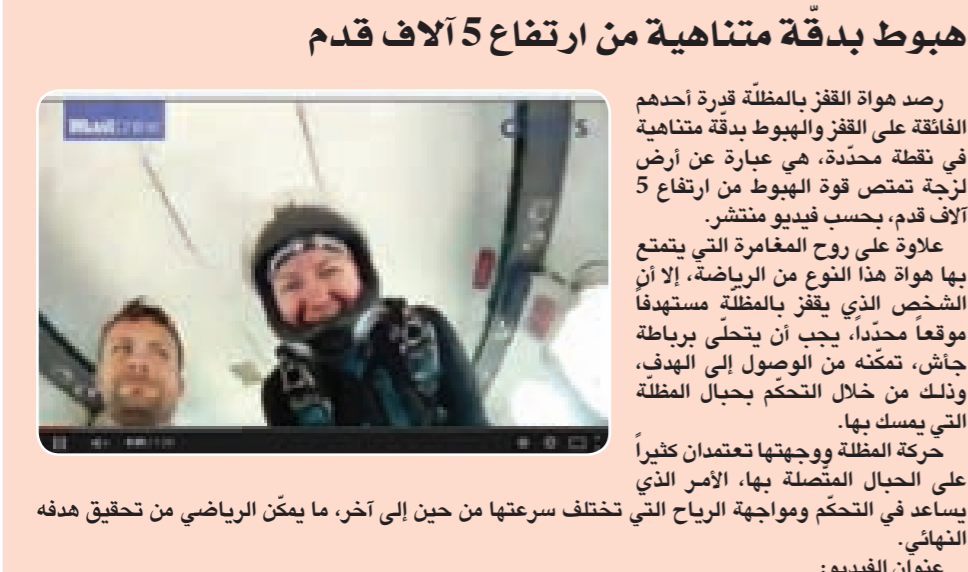 هبوط بدقّة متناهية من ارتفاع 5 آلاف قدم
رصد هواة القفز بالمظلّة قدرة أحدهم
الفائقة على القفز والهبوط بدقّة متناهية
في نقطة محدّدة، هي عبارة عن أرض
لزجة تمتص قوة الهبوط من ارتفاع 5
آلاف قدم، بحسب فيديو منتشر.
علاوة على روح المغامرة التي يتمتع
بها هواة هذا النوع من الرياضة، إلا أن
الشخص الذي يقفز بالمظلّة مستهدفاً
موقعاً محدّداً، يجب أن يتحلّى برباطة
جأش، تمكّنه من الوصول إلى الهدف،
وذلك من خلال التحكّم بحبال المظلّة
التي يمسك بها.
حركة المظلة ووجهتها تعتمدان كثيراً
على الحبال المتّصلة بها، الأمر الذي
يساعد في التحكّم ومواجهة الرياح التي تختلف سرعتها من حين إلى آخر، ما يمكّن الرياضي من تحقيق هدفه
النهائي.
عنوان الفيديو: